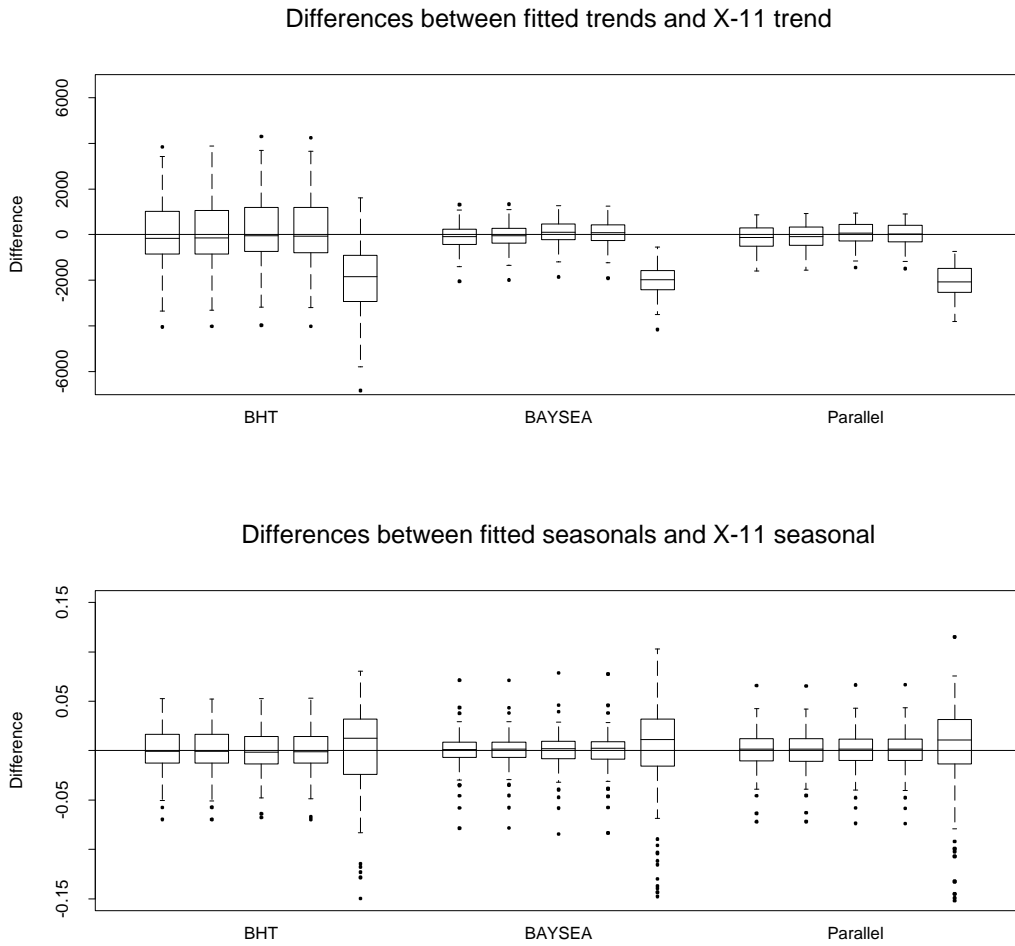 Differences between fitted trends and X-11 trend
6000
2000
0
-2000
-6000
Difference
BHT
BAYSEA
Parallel
Differences between fitted seasonals and X-11 seasonal
0.15
0.05
-0.05
-0.15
Difference
BHT
BAYSEA
Parallel